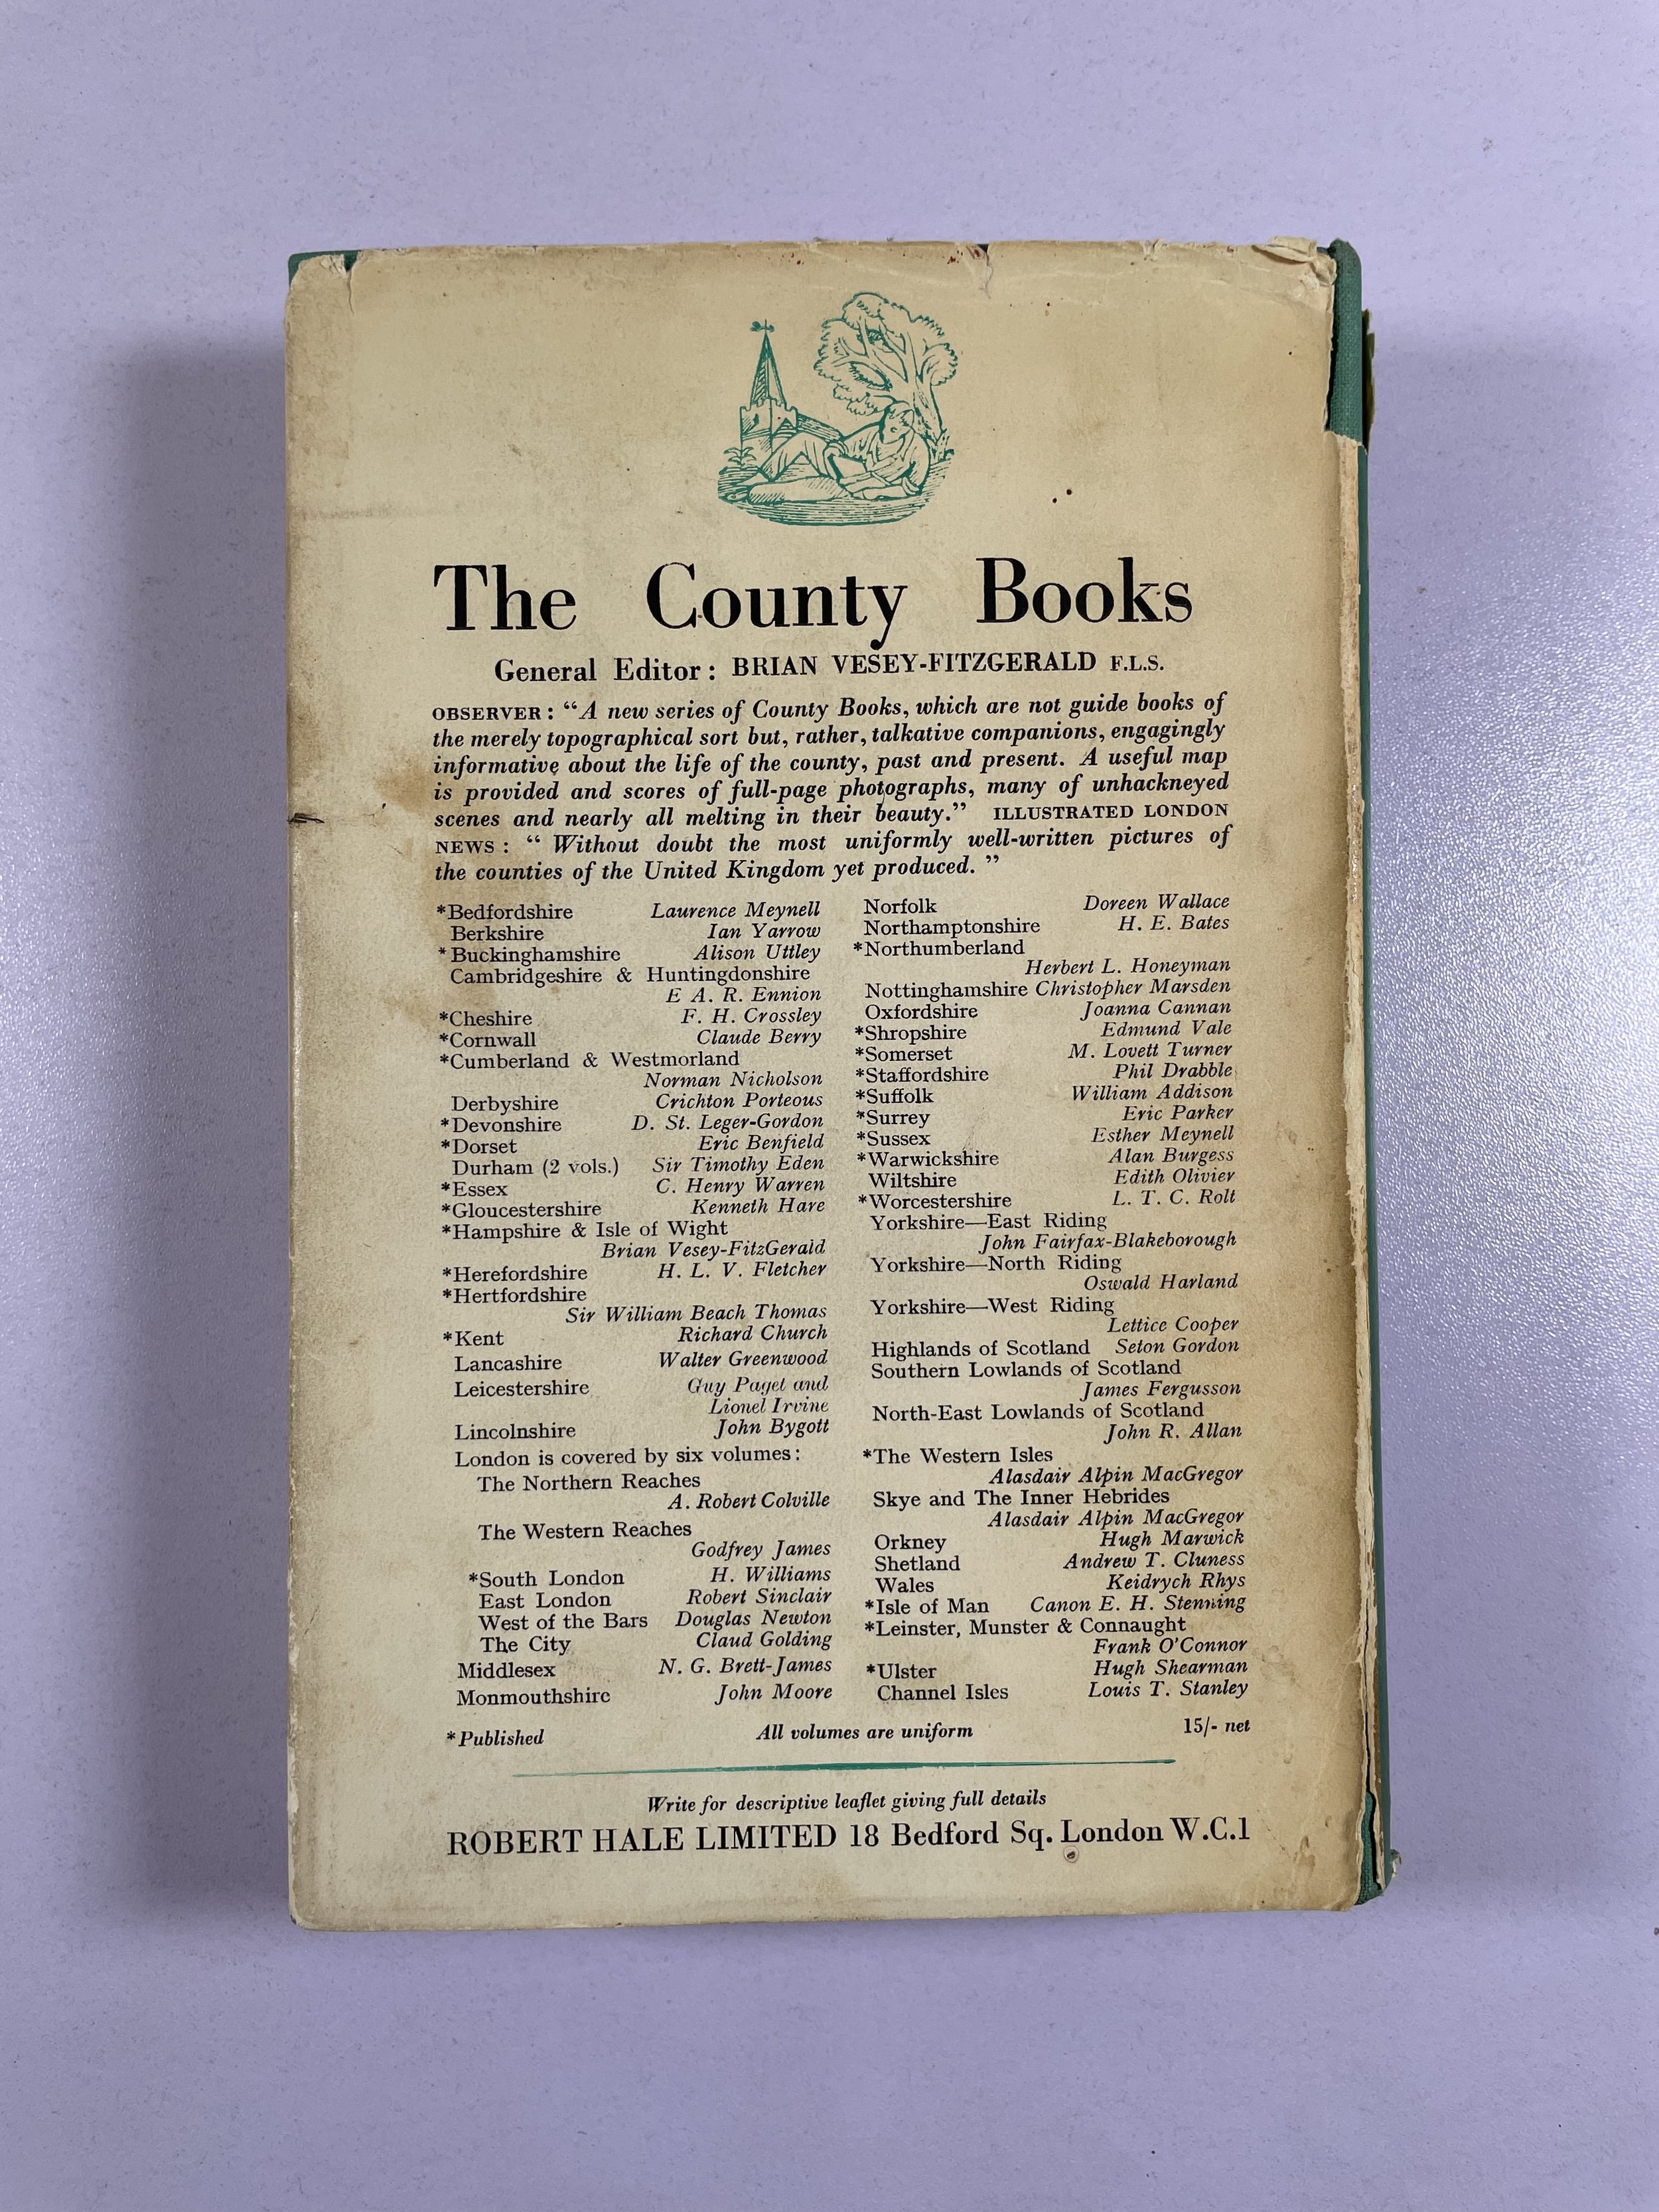 The County Books
General Editor: BRIAN VESEY-FITZGERALD F.L.S.
OBSERVER: “A new series of County Books, which are not guide books of
the merely topographical sort but, rather, talkative companions, engagingly
informative about the life of the county, past and present. A useful map
is provided and scores of full-page photographs, many of unhackneyed
scenes and nearly all melting in their beauty.” ILLUSTRATED LONDON
NEWS: “Without doubt the most uniformly well-written pictures of
the counties of the United Kingdom yet produced.”
*Bedfordshire Laurence Meynell
Berkshire Ian Yarrow
*Buckinghamshire Alison Uttley
Cambridgeshire & Huntingdonshire
E A. R. Ennion
*Cheshire F. H. Crossley
*Cornwall Claude Berry
*Cumberland & Westmorland
Norman Nicholson
Derbyshire Crichton Porteous
*Devonshire D. St. Leger-Gordon
*Dorset Eric Benfield
Durham (2 vols.) Sir Timothy Eden
*Essex C. Henry Warren
*Gloucestershire Kenneth Hare
*Hampshire & Isle of Wight
Brian Vesey-FitzGerald
*Herefordshire H. L. V. Fletcher
*Hertfordshire
Sir William Beach Thomas
*Kent Richard Church
Lancashire Walter Greenwood
Leicestershire Guy Paget and
Lionel Irvine
Lincolnshire John Bygott
London is covered by six volumes:
The Northern Reaches
A. Robert Colville
The Western Reaches
Godfrey James
*South London H. Williams
East London Robert Sinclair
West of the Bars Douglas Newton
The City Claud Golding
Middlesex N. G. Brett-James
Monmouthshire John Moore
Norfolk Doreen Wallace
Northamptonshire H. E. Bates
*Northumberland
Herbert L. Honeyman
Nottinghamshire Christopher Marsden
Oxfordshire Joanna Cannan
*Shropshire Edmund Vale
*Somerset M. Lovett Turner
*Staffordshire Phil Drabble
*Suffolk William Addison
*Surrey Eric Parker
*Sussex Esther Meynell
*Warwickshire Alan Burgess
Wiltshire Edith Olivier
*Worcestershire L. T. C. Rolt
Yorkshire—East Riding
John Fairfax-Blakeborough
Yorkshire—North Riding
Oswald Harland
Yorkshire—West Riding
Lettice Cooper
Highlands of Scotland Seton Gordon
Southern Lowlands of Scotland
James Fergusson
North-East Lowlands of Scotland
John R. Allan
*The Western Isles
Alasdair Alpin MacGregor
Skye and The Inner Hebrides
Alasdair Alpin MacGregor
Orkney Hugh Marwick
Shetland Andrew T. Cluness
Wales Keidrych Rhys
*Isle of Man Canon E. H. Stenning
*Leinster, Munster & Connaught
Frank O'Connor
*Ulster Hugh Shearman
Channel Isles Louis T. Stanley
*Published All volumes are uniform 15/- net
Write for descriptive leaflet giving full details
ROBERT HALE LIMITED 18 Bedford Sq. London W.C.1